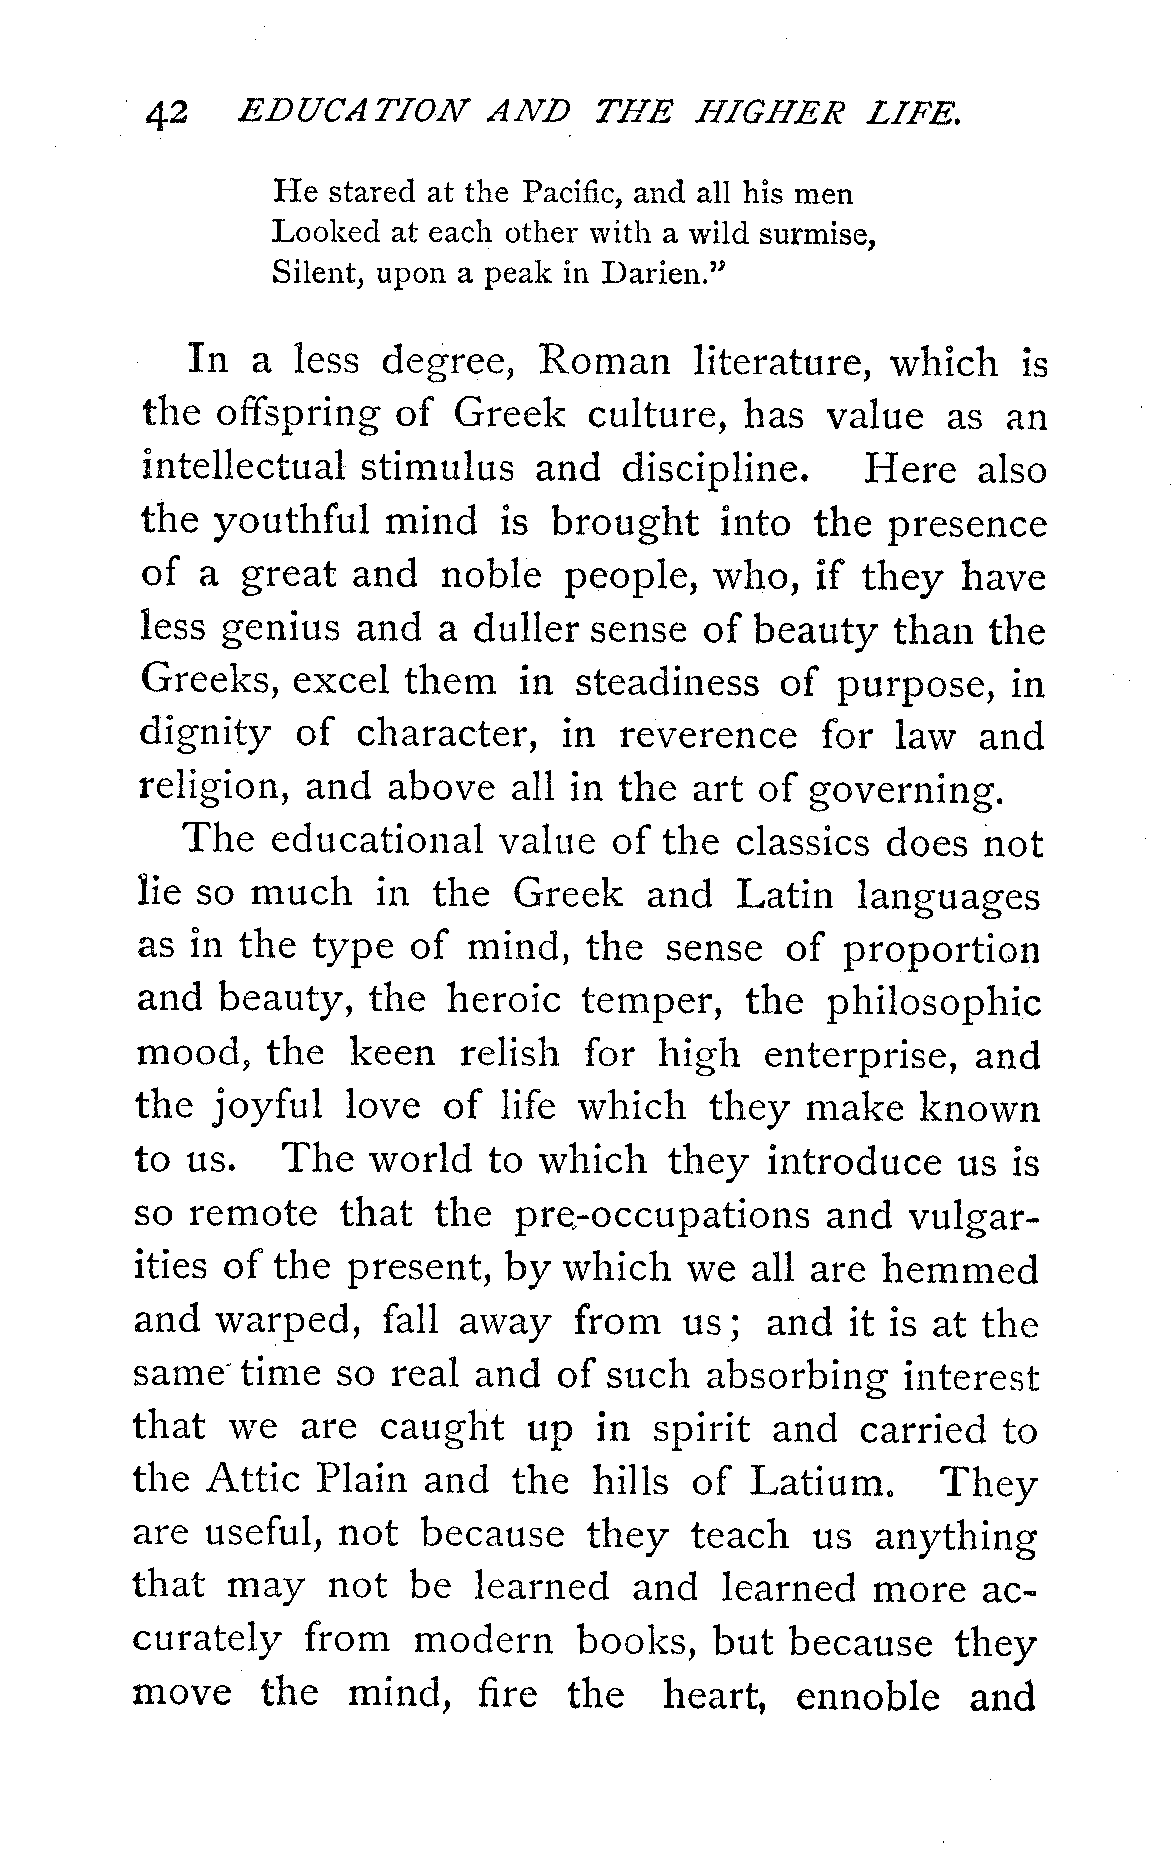 42 EDUCATION AND THE HIGHER LIFE.
He stared at the Pacific, and all his men
Looked at each other with a wild surmise,
Silent, upon a peak in Darien."
In a less degree, Roman literature, which is
the offspring of Greek culture, has value as an
intellectual stimulus and discipline. Here also
the youthful mind is brought into the presence
of a great and noble people, who, if they have
less genius and a duller sense of beauty than the
Greeks, excel them in steadiness of purpose, in
dignity of character, in reverence for law and
religion, and above all in the art of governing.
The educational value of the classics does not
lie so much in the Greek and Latin languages
as in the type of mind, the sense of proportion
and beauty, the heroic temper, the philosophic
mood, the keen relish for high enterprise, and
the joyful love of life which they make known
to us. The world to which they introduce us is
so remote that the pre-occupations and vulgar-
ities of the present, by which we all are hemmed
and warped, fall away from us; and it is at the
same time so real and of such absorbing interest
that we are caught up in spirit and carried to
the Attic Plain and the hills of Latium. They
are useful, not because they teach us anything
that may not be learned and learned more ac-
curately from modern books, but because they
move the mind, fire the heart, ennoble and